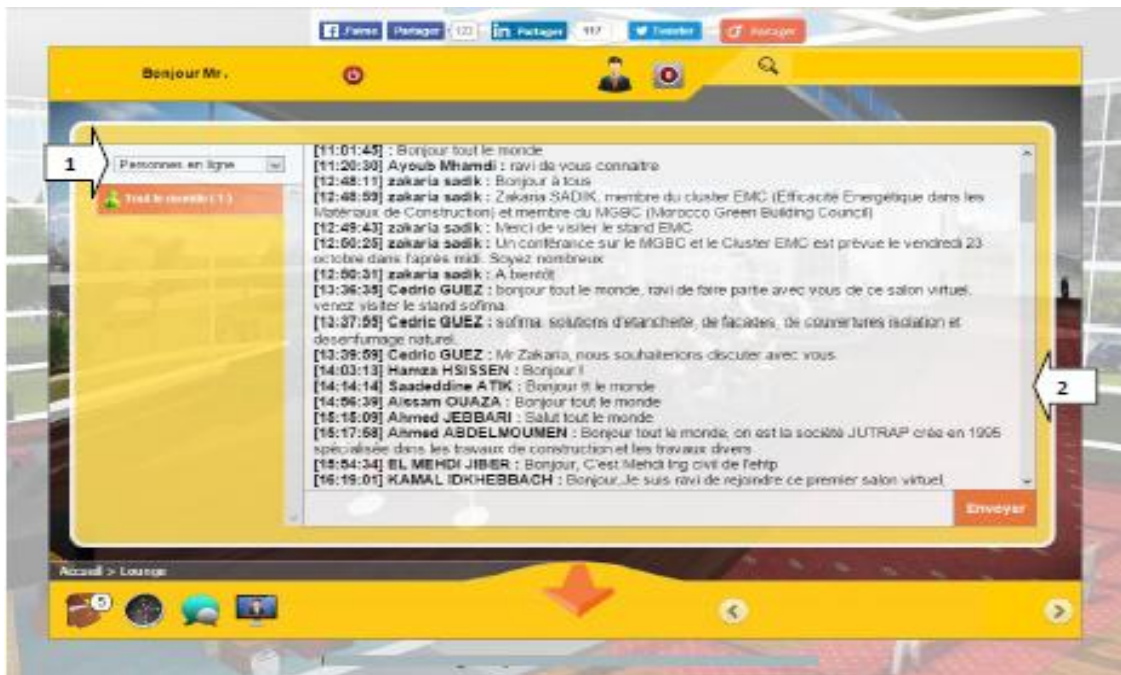 J'aime Partager 123 in Partager 117 Tweeter Partager
Bonjour Mr.
1
Personnes en ligne
Tout le monde ( 1 )
[11:01:45] : Bonjour tout le monde
[11:20:30] Ayoub Mhamdi : ravi de vous connaitre
[12:48:11] zakaria sadik : Bonjour à tous
[12:48:59] zakaria sadik : Zakaria SADIK, membre du cluster EMC (Efficacité Energétique dans les
Matériaux de Construction) et membre du MGBC (Morocco Green Building Council)
[12:49:43] zakaria sadik : Merci de visiter le stand EMC
[12:50:25] zakaria sadik : Un conférance sur le MGBC et le Cluster EMC est prévue le vendredi 23
octobre dans l'après midi. Soyez nombreux
[12:50:31] zakaria sadik : A bientôt
[13:36:35] Cedric GUEZ : bonjour tout le monde, ravi de faire partie avec vous de ce salon virtuel.
venez visiter le stand sofima.
[13:37:55] Cedric GUEZ : sofima: solutions d'etancheite, de facades, de couvertures isolation et
desenfumage naturel.
[13:39:59] Cedric GUEZ : Mr Zakaria, nous souhaiterions discuter avec vous
[14:03:13] Hamza HSISSEN : Bonjour !
[14:14:14] Saadeddine ATIK : Bonjour tt le monde
[14:56:39] Aissam OUAZA : Bonjour tout le monde
[15:15:09] Ahmed JEBBARI : Salut tout le monde
[15:17:58] Ahmed ABDELMOUMEN : Bonjour tout le monde, on est la société JUTRAP crée en 1995
spécialisée dans les travaux de construction et les travaux divers
[15:54:34] EL MEHDI JIBER : Bonjour, C'est Mehdi Ing civil de l'ehtp
[16:19:01] KAMAL IDKHEBBACH : Bonjour,Je suis ravi de rejoindre ce premier salon virtuel,
2
Envoyer
Accueil > Lounge
5